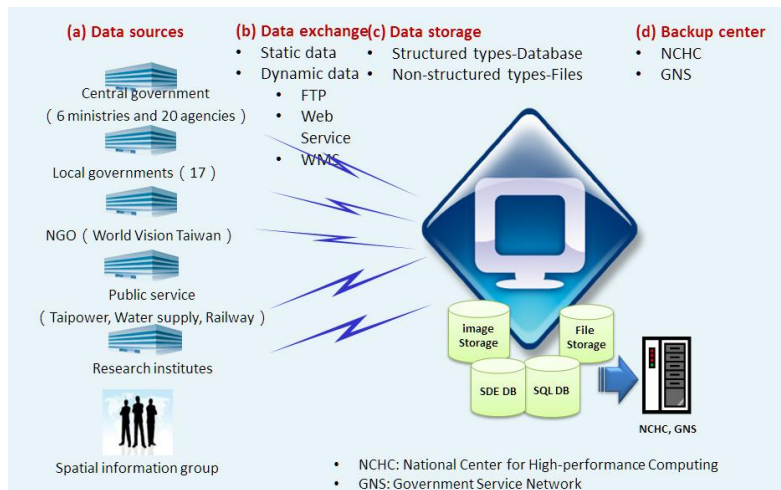 (a) Data sources
Central government
( 6 ministries and 20 agencies )
Local governments ( 17 )
NGO ( World Vision Taiwan )
Public service
( Taipower, Water supply, Railway )
Research institutes
Spatial information group
(b) Data exchange
• Static data
• Dynamic data
• FTP
• Web
Service
• WMS
(c) Data storage
• Structured types-Database
• Non-structured types-Files
image
Storage
File
Storage
SDE DB
SQL DB
(d) Backup center
• NCHC
• GNS
NCHC, GNS
• NCHC: National Center for High-performance Computing
• GNS: Government Service Network